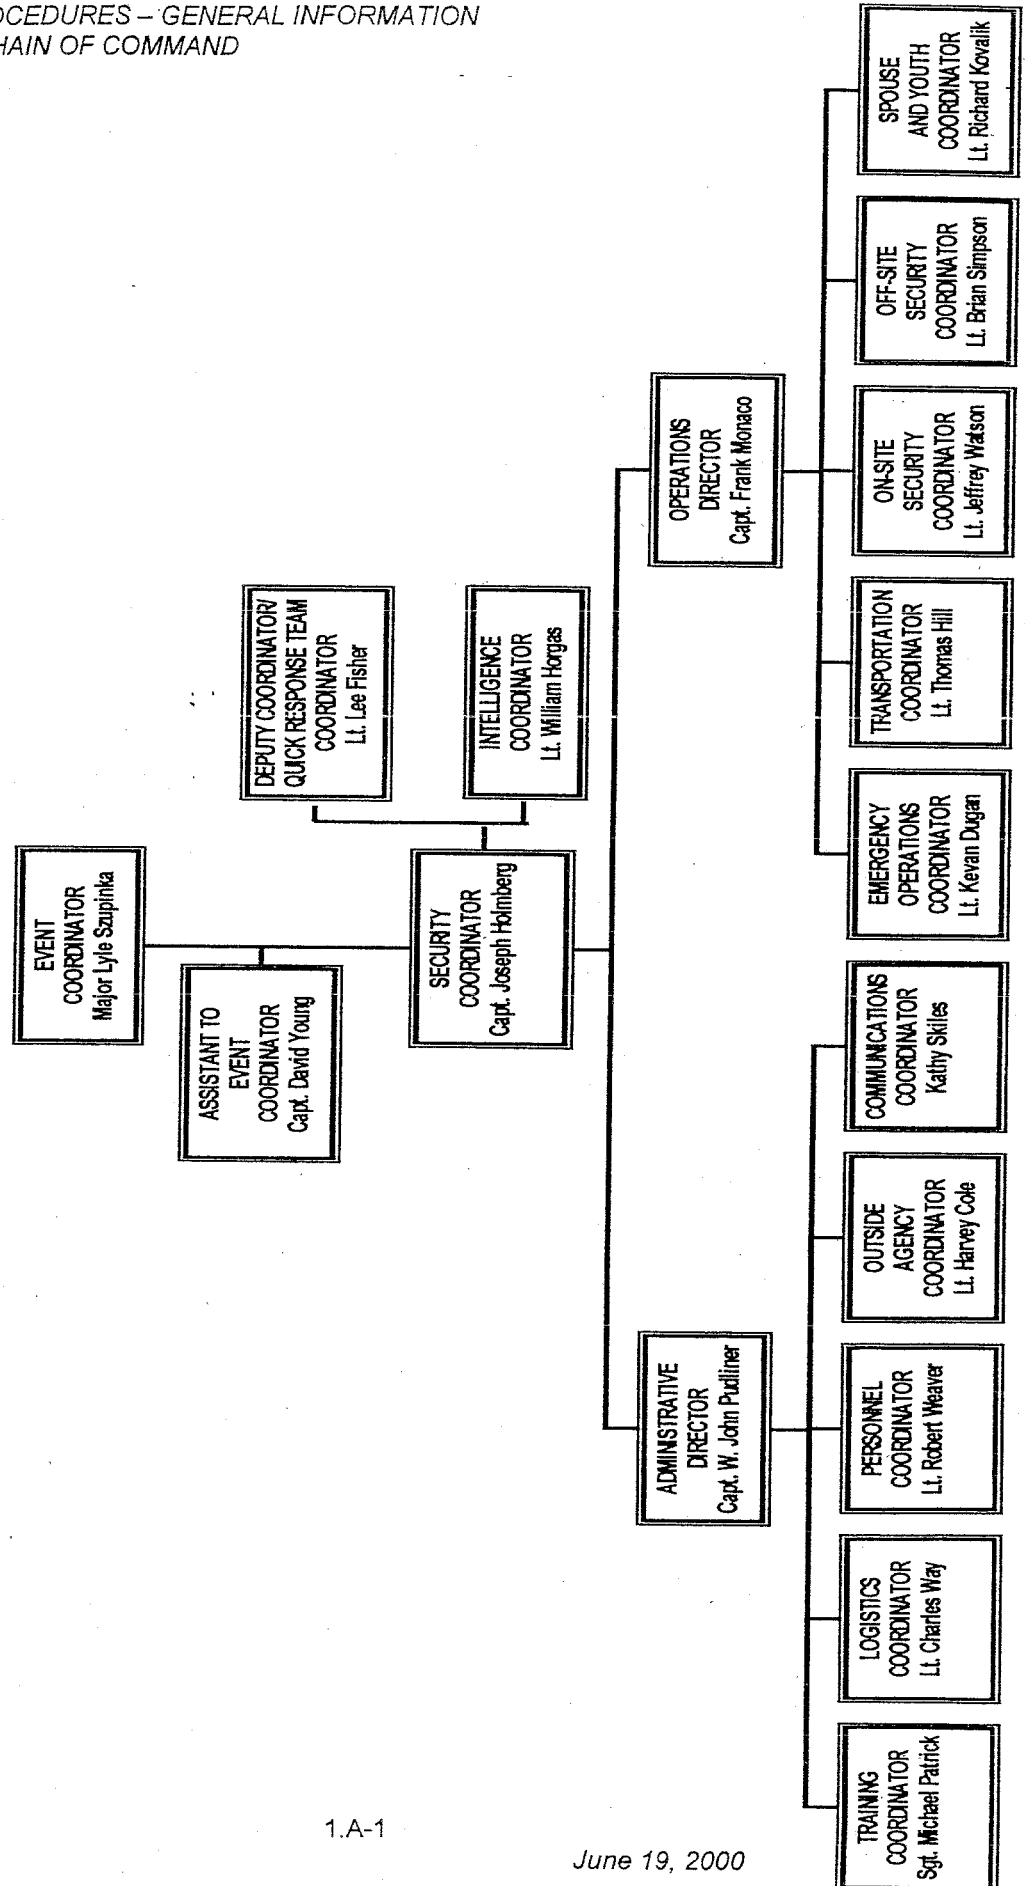 OCEDURES – GENERAL INFORMATION
HAIN OF COMMAND
EVENT
COORDINATOR
Major Lyle Szupinka
ASSISTANT TO
EVENT
COORDINATOR
Capt. David Young
SECURITY
COORDINATOR
Capt. Joseph Holmberg
DEPUTY COORDINATOR/
QUICK RESPONSE TEAM
COORDINATOR
Lt. Lee Fisher
INTELLIGENCE
COORDINATOR
Lt. William Horgas
ADMINISTRATIVE
DIRECTOR
Capt. W. John Pudliner
OPERATIONS
DIRECTOR
Capt. Frank Monaco
TRAINING
COORDINATOR
Sgt. Michael Patrick
LOGISTICS
COORDINATOR
Lt. Charles Way
PERSONNEL
COORDINATOR
Lt. Robert Weaver
OUTSIDE
AGENCY
COORDINATOR
Lt. Harvey Cole
COMMUNICATIONS
COORDINATOR
Kathy Skiles
EMERGENCY
OPERATIONS
COORDINATOR
Lt. Kevan Dugan
TRANSPORTATION
COORDINATOR
Lt. Thomas Hill
ON-SITE
SECURITY
COORDINATOR
Lt. Jeffrey Watson
OFF-SITE
SECURITY
COORDINATOR
Lt. Brian Simpson
SPOUSE
AND YOUTH
COORDINATOR
Lt. Richard Kovalik
1.A-1
June 19, 2000